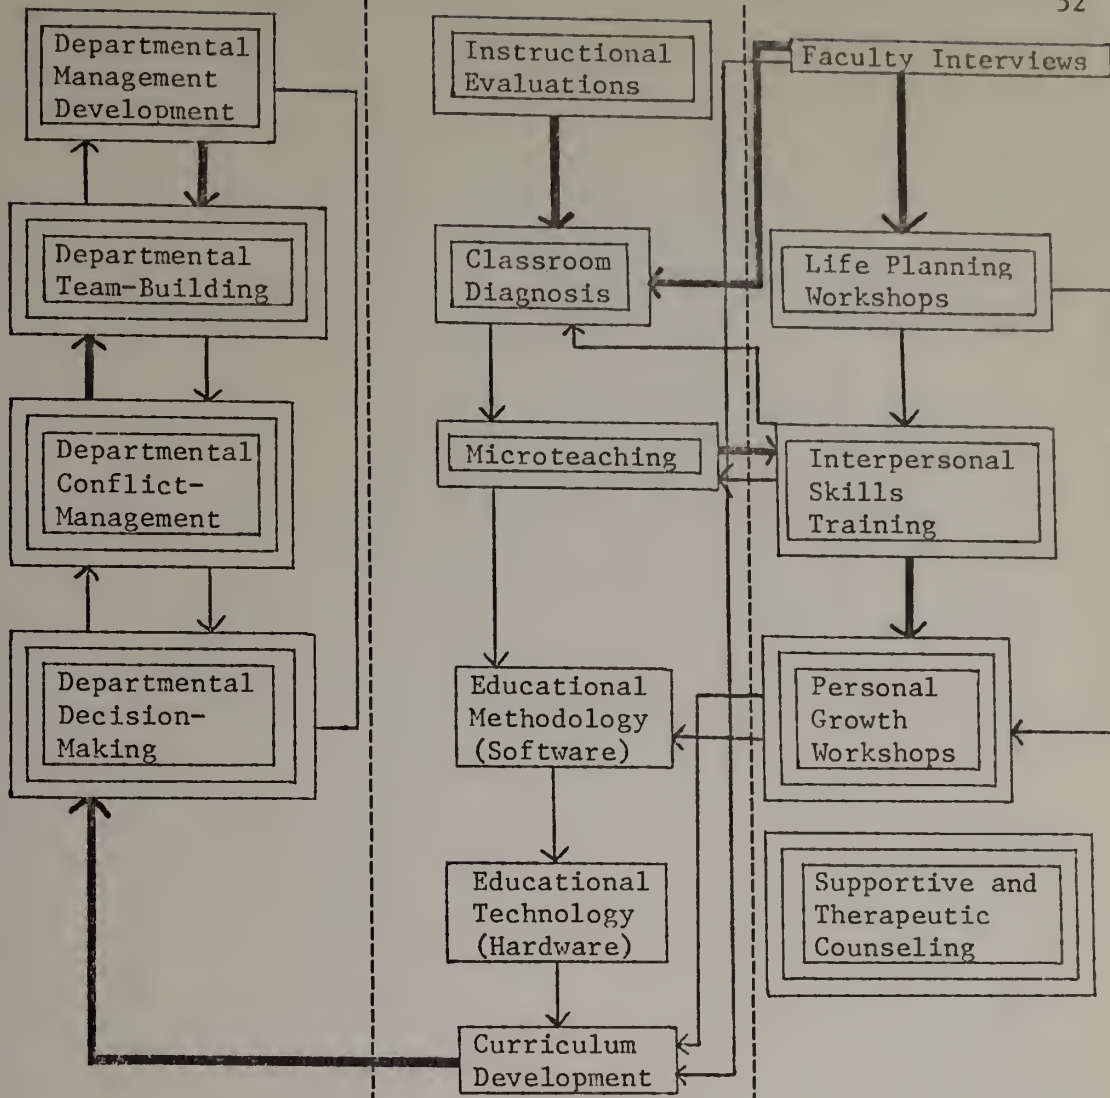 Departmental
Management
Development
Departmental
Team-Building
Departmental
Conflict-
Management
Departmental
Decision-
Making
Instructional
Evaluations
Classroom
Diagnosis
Microteaching
Educational
Methodology
(Software)
Educational
Technology
(Hardware)
Curriculum
Development
Faculty Interviews
Life Planning
Workshops
Interpersonal
Skills
Training
Personal
Growth
Workshops
Supportive and
Therapeutic
Counseling